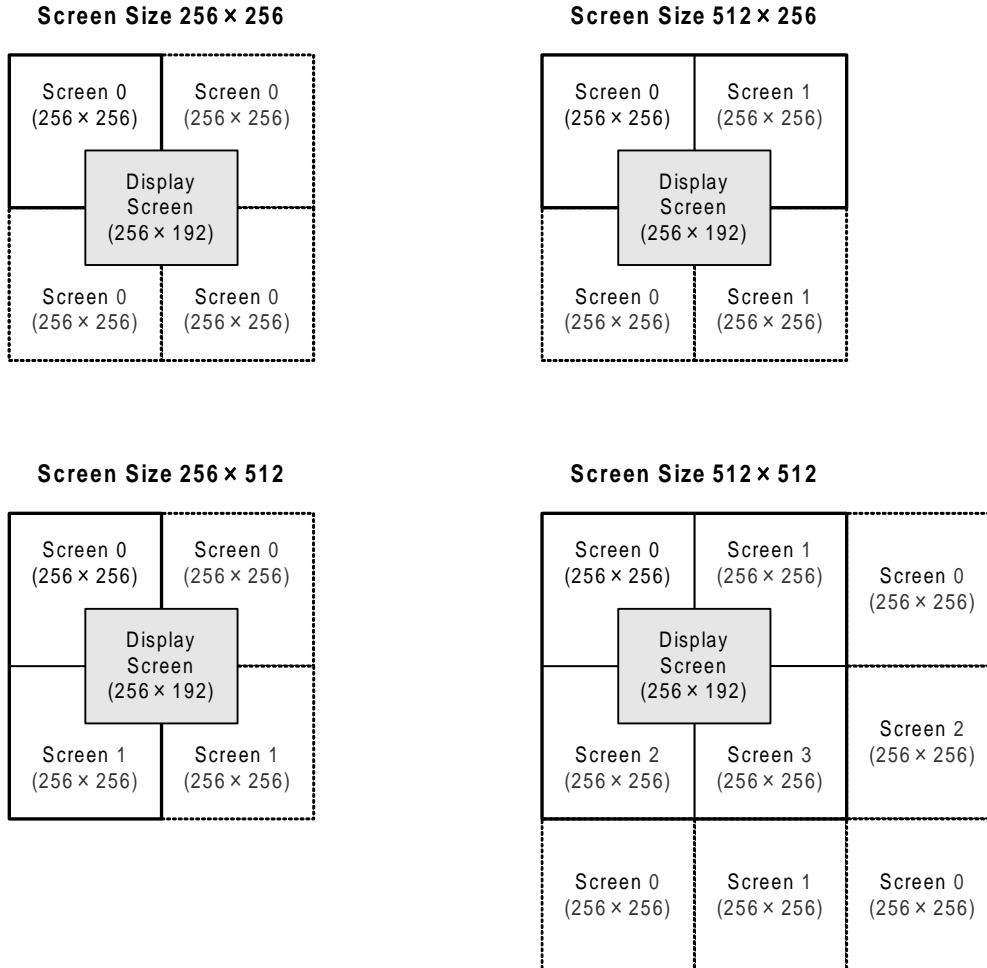 Screen Size 256 × 256
Screen 0
(256 × 256)
Screen 0
(256 × 256)
Display
Screen
(256 × 192)
Screen 0
(256 × 256)
Screen 0
(256 × 256)
Screen Size 512 × 256
Screen 0
(256 × 256)
Screen 1
(256 × 256)
Display
Screen
(256 × 192)
Screen 0
(256 × 256)
Screen 1
(256 × 256)
Screen Size 256 × 512
Screen 0
(256 × 256)
Screen 0
(256 × 256)
Display
Screen
(256 × 192)
Screen 1
(256 × 256)
Screen 1
(256 × 256)
Screen Size 512 × 512
Screen 0
(256 × 256)
Screen 1
(256 × 256)
Screen 0
(256 × 256)
Display
Screen
(256 × 192)
Screen 2
(256 × 256)
Screen 3
(256 × 256)
Screen 2
(256 × 256)
Screen 0
(256 × 256)
Screen 1
(256 × 256)
Screen 0
(256 × 256)